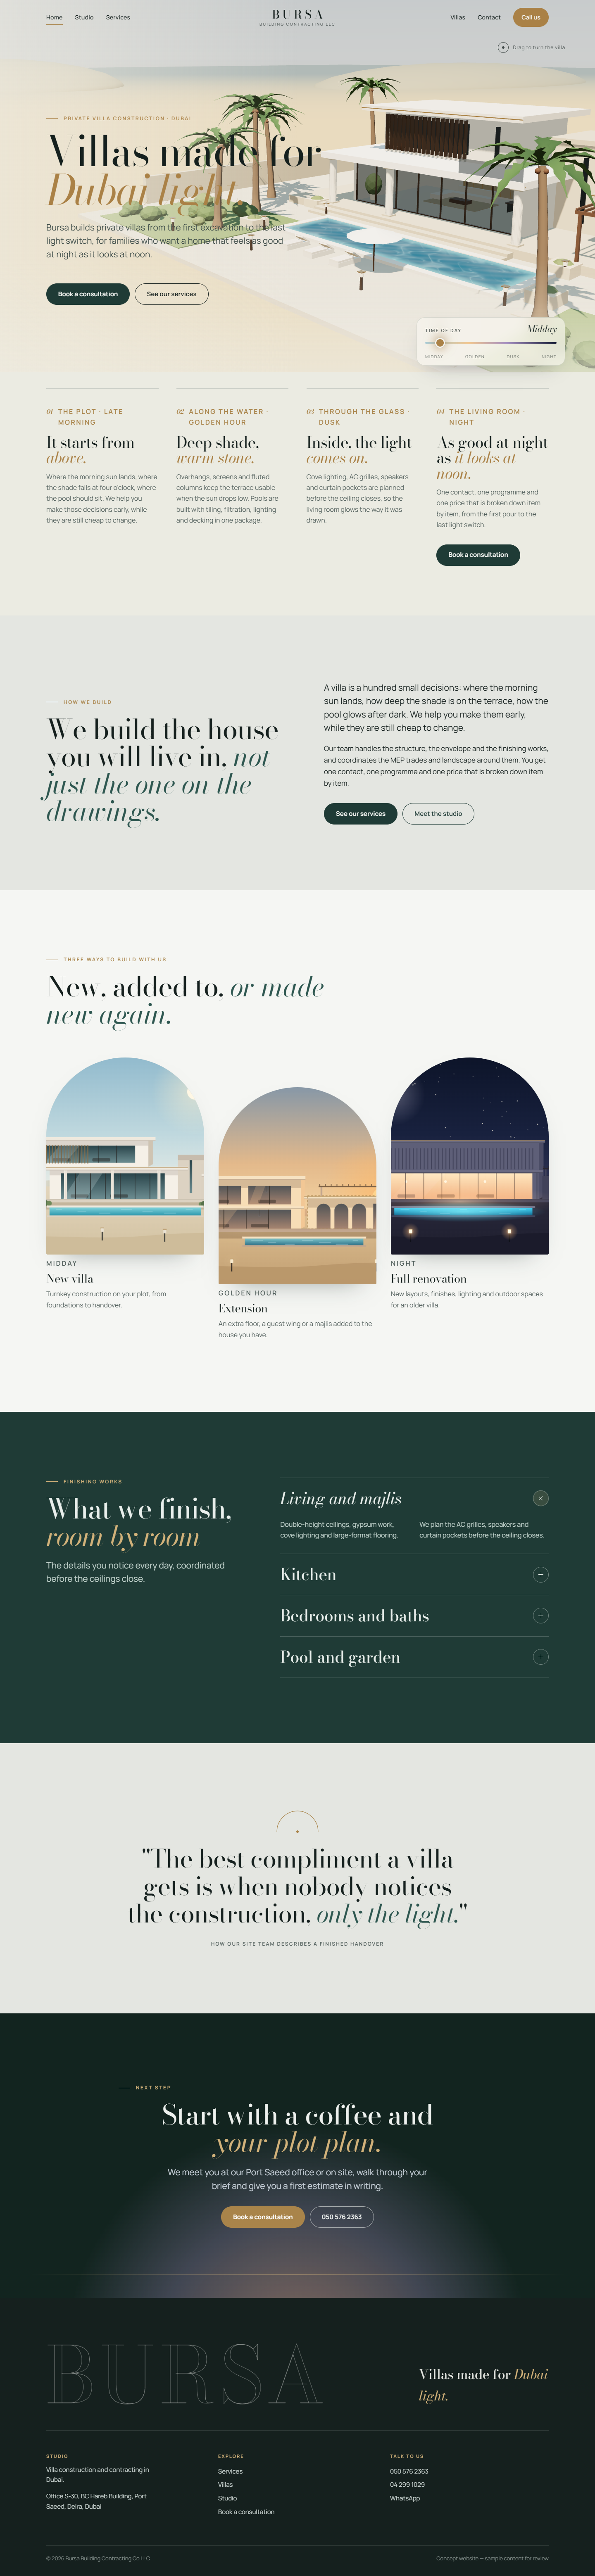 Home
Studio
Services
BURSA
BUILDING CONTRACTING LLC
Villas
Contact
Call us
Drag to turn the villa
PRIVATE VILLA CONSTRUCTION · DUBAI
Villas made for
Dubai light.
Bursa builds private villas from the first excavation to the last
light switch, for families who want a home that feels as good
at night as it looks at noon.
Book a consultation
See our services
TIME OF DAY
Midday
MIDDAY
GOLDEN
DUSK
NIGHT
01 THE PLOT · LATE
MORNING
It starts from
above.
Where the morning sun lands, where
the shade falls at four o'clock, where
the pool should sit. We help you
make those decisions early, while
they are still cheap to change.
02 ALONG THE WATER ·
GOLDEN HOUR
Deep shade,
warm stone.
Overhangs, screens and fluted
columns keep the terrace usable
when the sun drops low. Pools are
built with tiling, filtration, lighting
and decking in one package.
03 THROUGH THE GLASS ·
DUSK
Inside, the light
comes on.
Cove lighting, AC grilles, speakers
and curtain pockets are planned
before the ceiling closes, so the
living room glows the way it was
drawn.
04 THE LIVING ROOM ·
NIGHT
As good at night
as it looks at
noon.
One contact, one programme and
one price that is broken down item
by item, from the first pour to the
last light switch.
Book a consultation
HOW WE BUILD
We build the house
you will live in, not
just the one on the
drawings.
A villa is a hundred small decisions: where the morning
sun lands, how deep the shade is on the terrace, how the
pool glows after dark. We help you make them early,
while they are still cheap to change.
Our team handles the structure, the envelope and the finishing works,
and coordinates the MEP trades and landscape around them. You get
one contact, one programme and one price that is broken down item
by item.
See our services
Meet the studio
THREE WAYS TO BUILD WITH US
New, added to, or made
new again.
MIDDAY
New villa
Turnkey construction on your plot, from
foundations to handover.
GOLDEN HOUR
Extension
An extra floor, a guest wing or a majlis added to the
house you have.
NIGHT
Full renovation
New layouts, finishes, lighting and outdoor spaces
for an older villa.
FINISHING WORKS
What we finish,
room by room
The details you notice every day, coordinated
before the ceilings close.
Living and majlis
Double-height ceilings, gypsum work,
cove lighting and large-format flooring.
We plan the AC grilles, speakers and
curtain pockets before the ceiling closes.
Kitchen
Bedrooms and baths
Pool and garden
"The best compliment a villa
gets is when nobody notices
the construction, only the light."
HOW OUR SITE TEAM DESCRIBES A FINISHED HANDOVER
NEXT STEP
Start with a coffee and
your plot plan.
We meet you at our Port Saeed office or on site, walk through your
brief and give you a first estimate in writing.
Book a consultation
050 576 2363
BURSA
Villas made for Dubai
light.
STUDIO
Villa construction and contracting in
Dubai.
Office S-30, BC Hareb Building, Port
Saeed, Deira, Dubai
EXPLORE
Services
Villas
Studio
Book a consultation
TALK TO US
050 576 2363
04 299 1029
WhatsApp
© 2026 Bursa Building Contracting Co LLC
Concept website — sample content for review